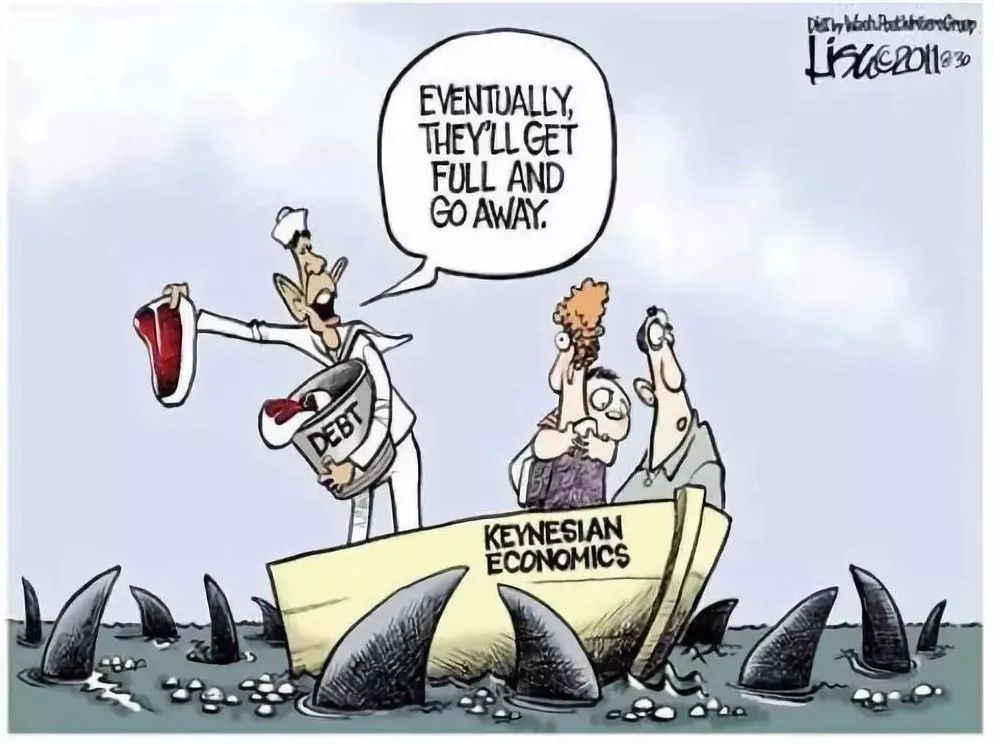 Dist by Wash.Post Writers Group
Lisa©2011 8·30
EVENTUALLY,
THEY'LL GET
FULL AND
GO AWAY.
DEBT
KEYNESIAN
ECONOMICS